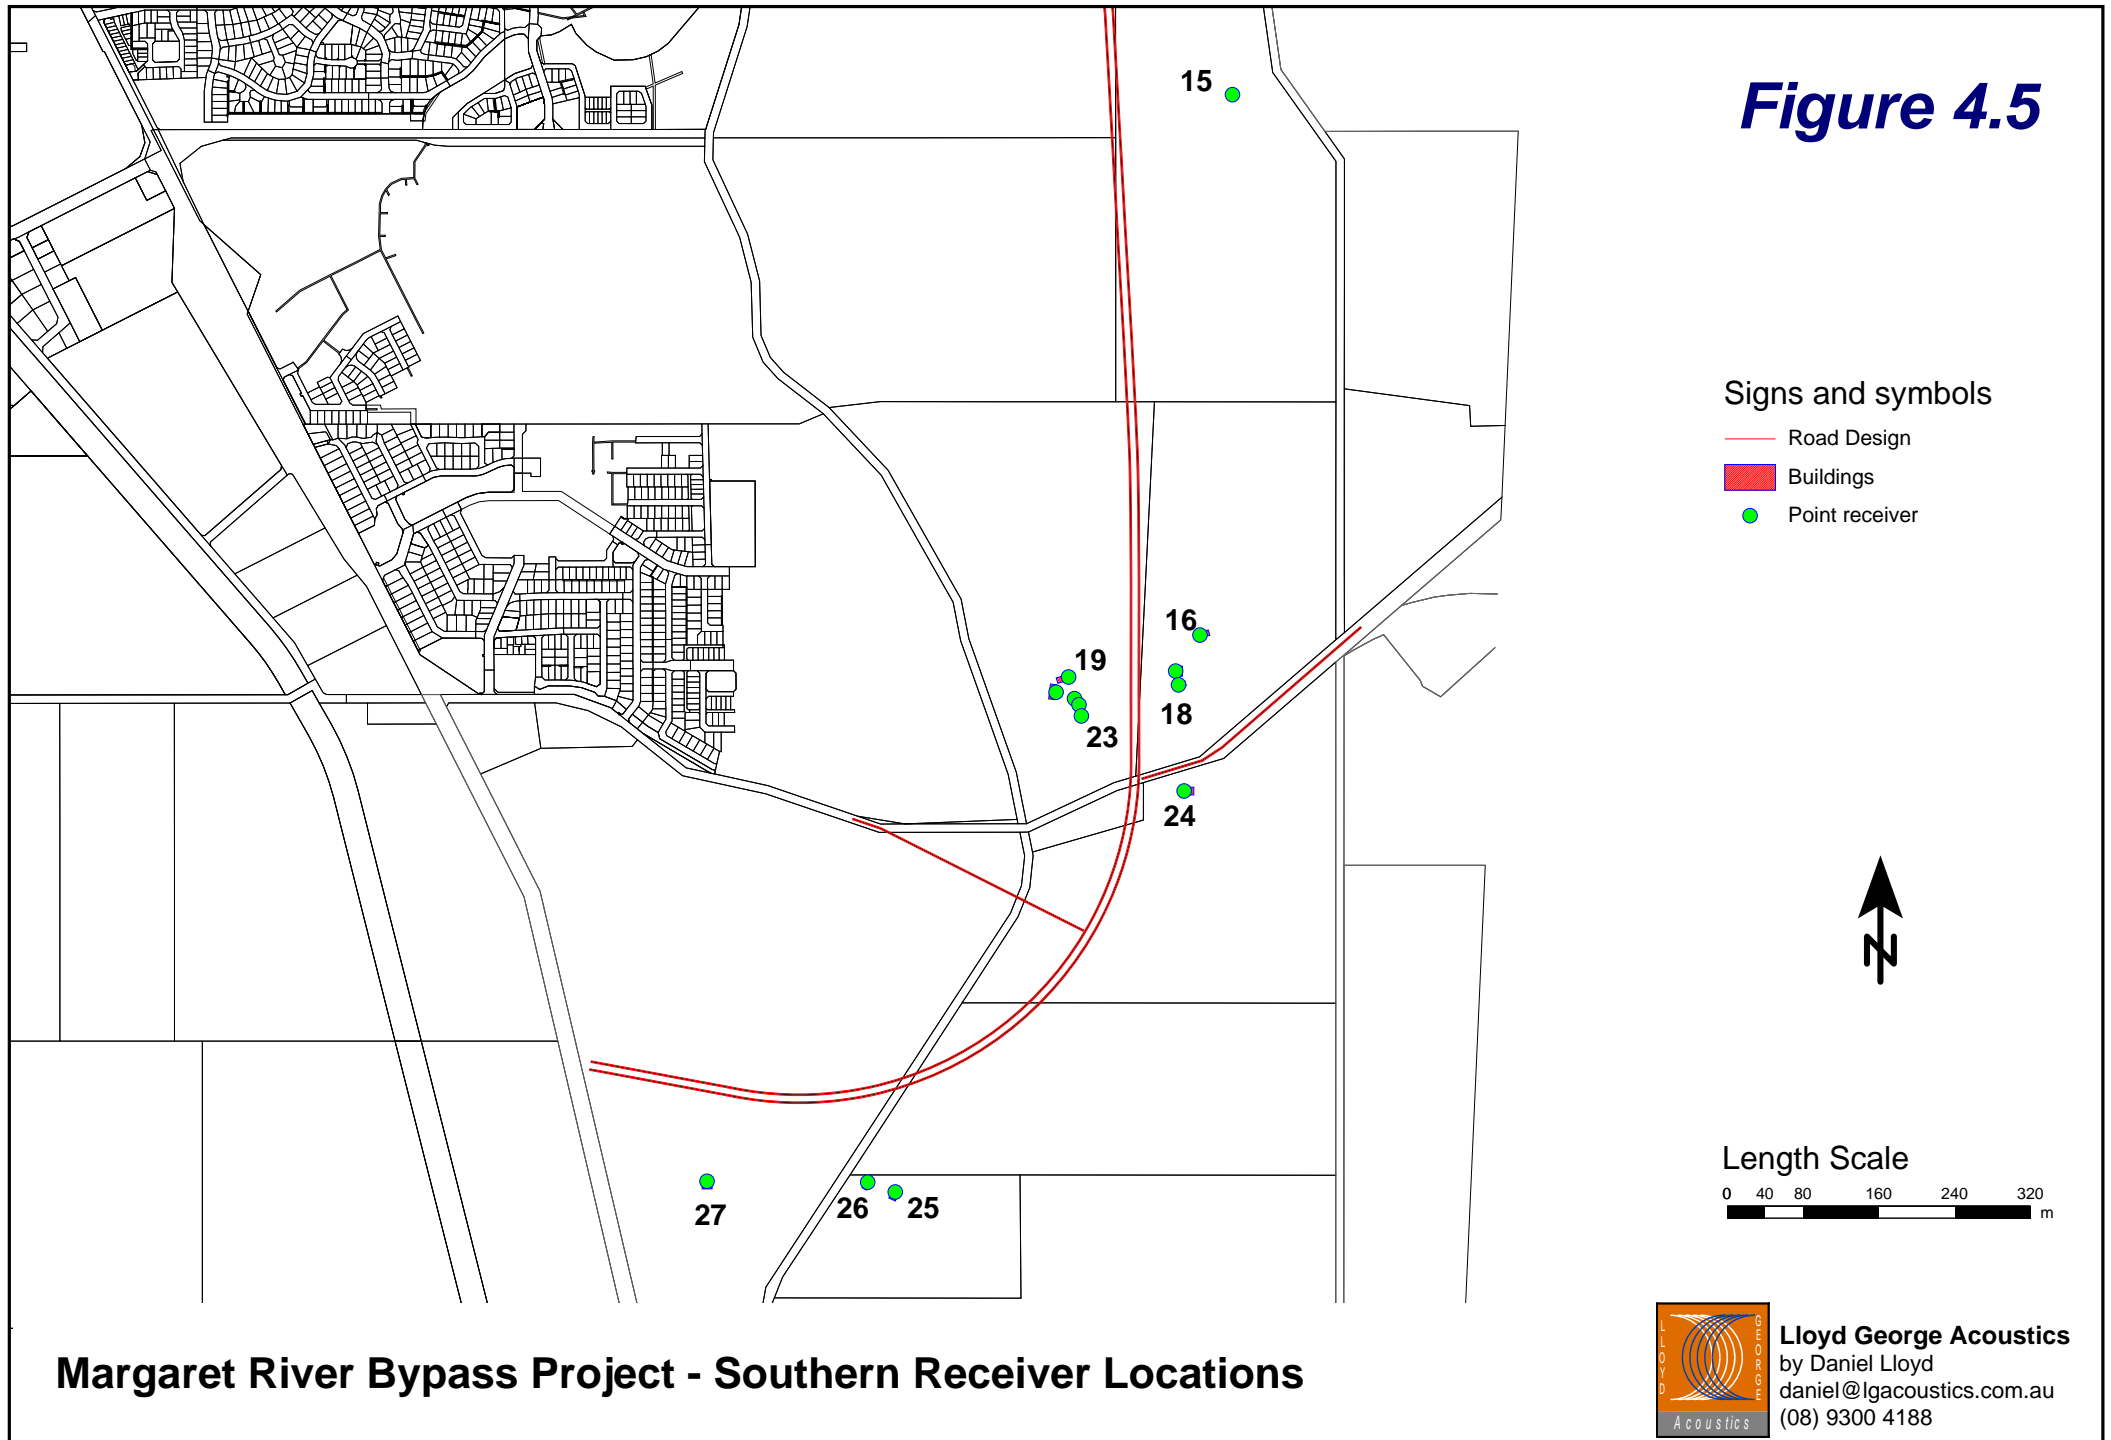 Figure 4.5
15
Signs and symbols
Road Design
Buildings
Point receiver
16
19
18
23
24
N
Length Scale
0 40 80 160 240 320
m
27
26
25
Margaret River Bypass Project - Southern Receiver Locations
LLOYD
GEORGE
Acoustics
Lloyd George Acoustics
by Daniel Lloyd
daniel@lgacoustics.com.au
(08) 9300 4188